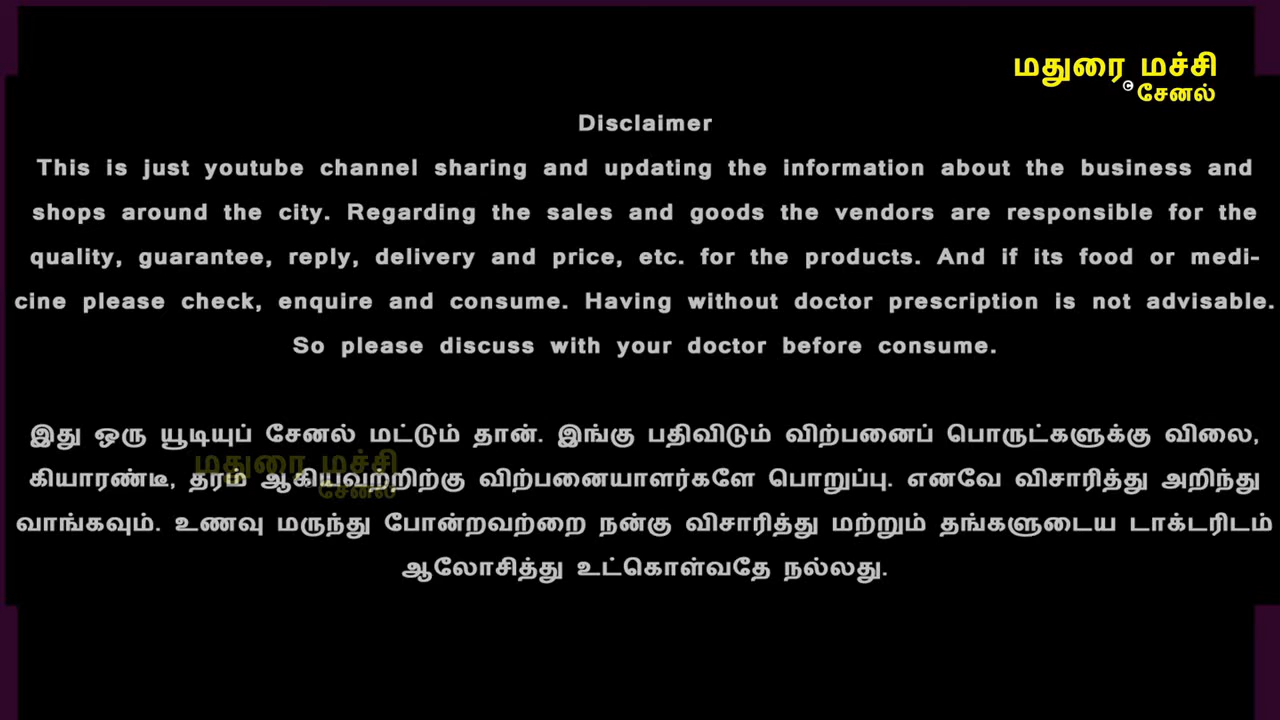 மதுரை மச்சி
© சேனல்
Disclaimer
This is just youtube channel sharing and updating the information about the business and
shops around the city. Regarding the sales and goods the vendors are responsible for the
quality, guarantee, reply, delivery and price, etc. for the products. And if its food or medi-
cine please check, enquire and consume. Having without doctor prescription is not advisable.
So please discuss with your doctor before consume.
இது ஒரு யூடியுப் சேனல் மட்டும் தான். இங்கு பதிவிடும் விற்பனைப் பொருட்களுக்கு விலை,
மதுரை மச்சி
கியாரண்டீ, தரம் ஆகியவற்றிற்கு விற்பனையாளர்களே பொறுப்பு. எனவே விசாரித்து அறிந்து
சேனல்
வாங்கவும். உணவு மருந்து போன்றவற்றை நன்கு விசாரித்து மற்றும் தங்களுடைய டாக்டரிடம்
ஆலோசித்து உட்கொள்வதே நல்லது.